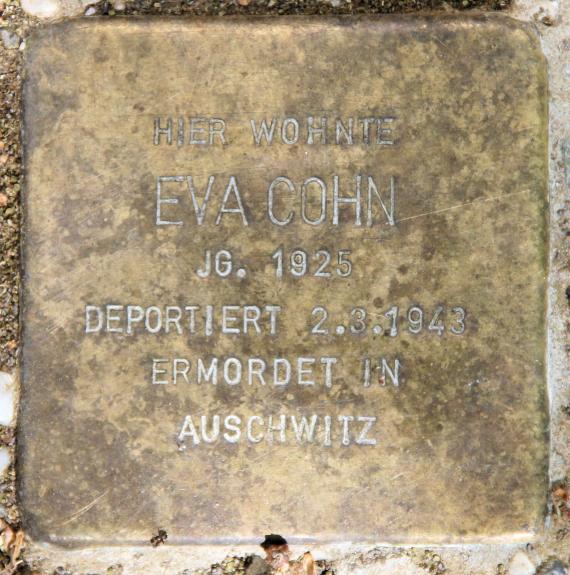 HIER WOHNTE
EVA COHN
JG. 1925
DEPORTIERT 2.3.1943
ERMORDET IN
AUSCHWITZ